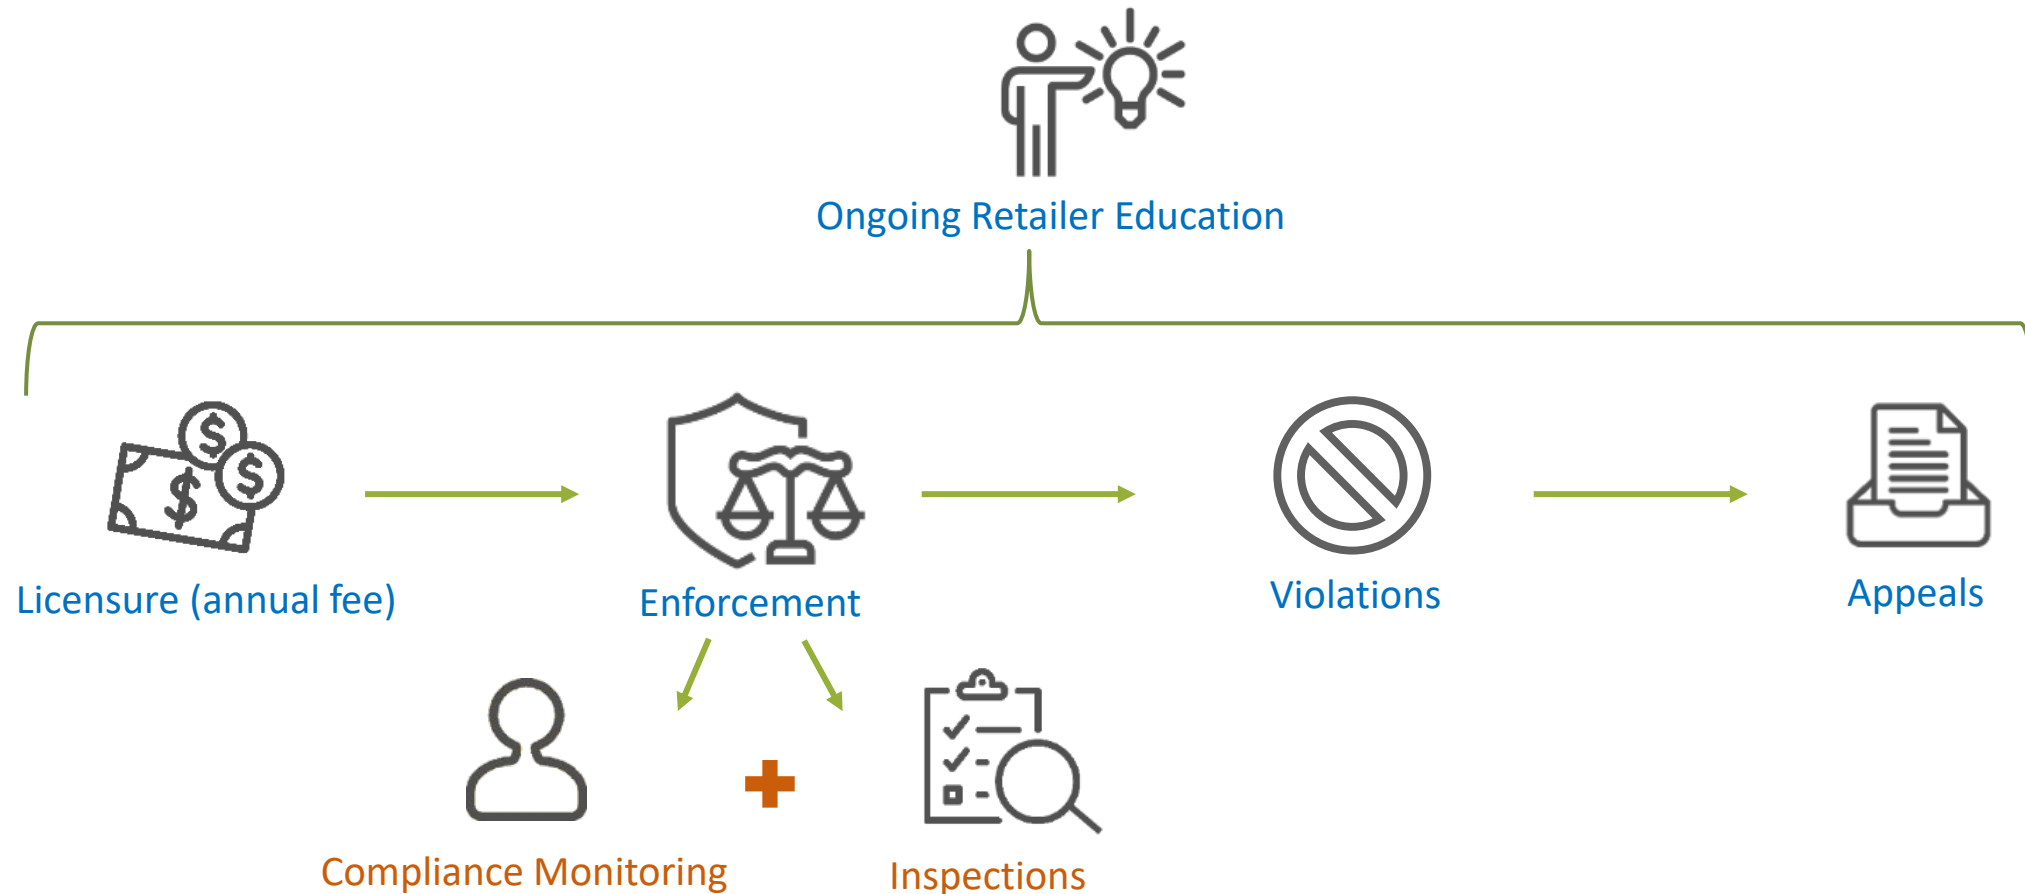 Ongoing Retailer Education
Licensure (annual fee)
Enforcement
Violations
Appeals
Compliance Monitoring
Inspections